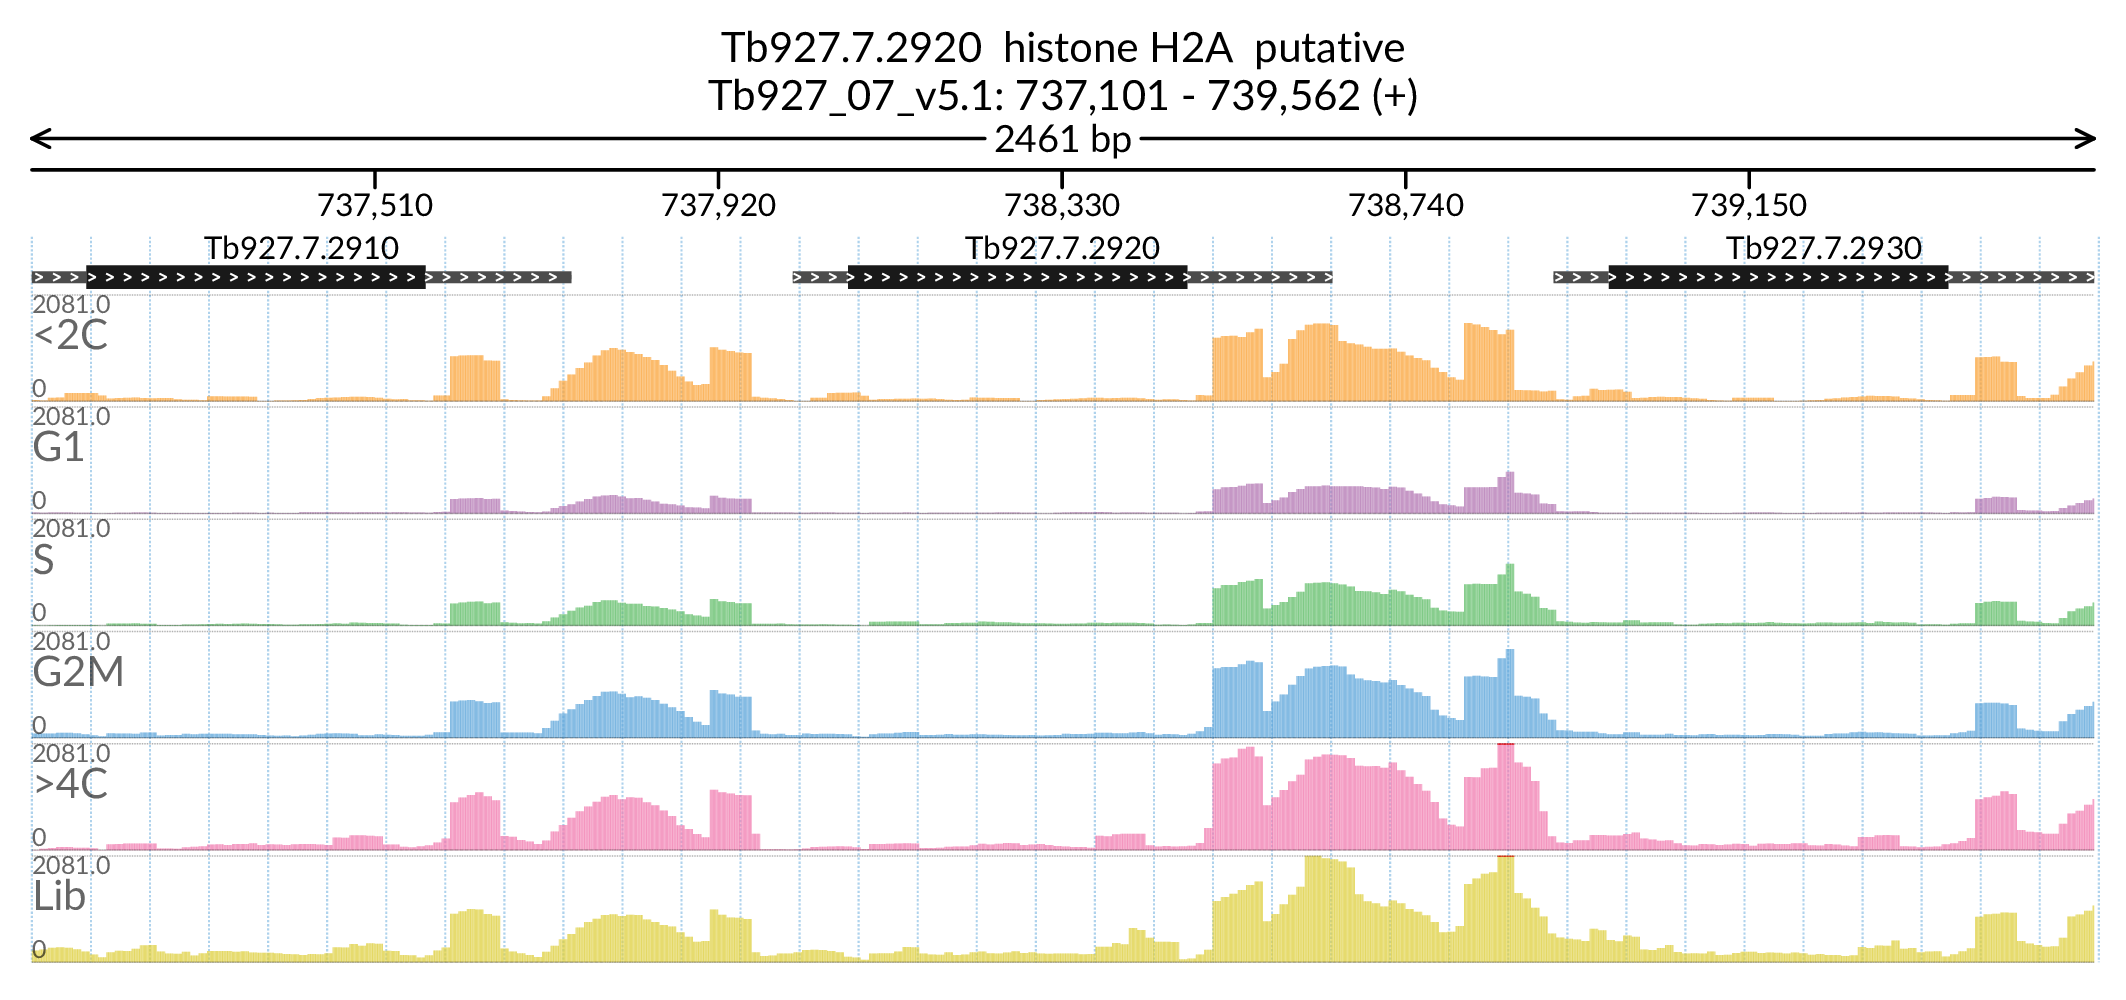 Tb927.7.2920  histone H2A  putative
Tb927_07_v5.1: 737,101 - 739,562 (+)
2461 bp
737,510 737,920 738,330 738,740 739,150
Tb927.7.2910 Tb927.7.2920 Tb927.7.2930
2081.0
<2C
0
2081.0
G1
0
2081.0
S
0
2081.0
G2M
0
2081.0
>4C
0
2081.0
Lib
0